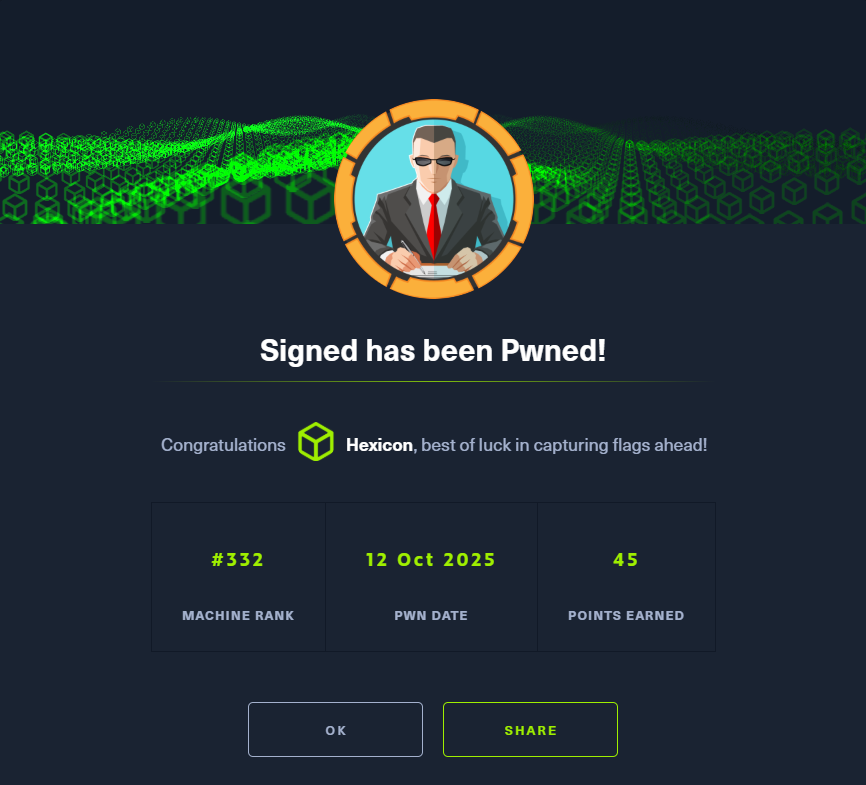 Signed has been Pwned!
Congratulations Hexicon, best of luck in capturing flags ahead!
#332 12 Oct 2025 45
MACHINE RANK PWN DATE POINTS EARNED
OK SHARE